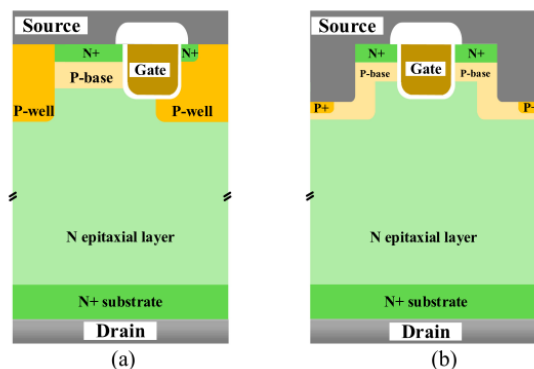 Source
N+
N+
P-base
Gate
P-well
P-well
N epitaxial layer
N+ substrate
Drain
(a)
Source
N+
N+
P-base
P-base
Gate
P+
P+
N epitaxial layer
N+ substrate
Drain
(b)